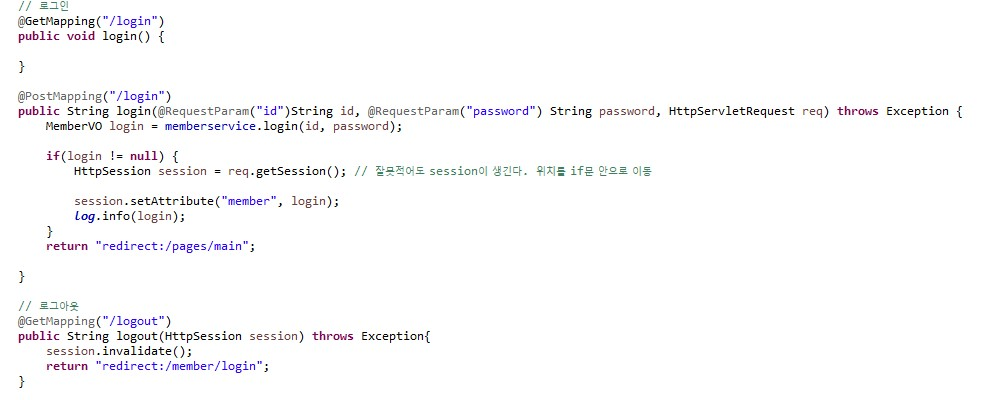 // 로그인
@GetMapping("/login")
public void login() {
}
@PostMapping("/login")
public String login(@RequestParam("id")String id, @RequestParam("password") String password, HttpServletRequest req) throws Exception {
MemberVO login = memberservice.login(id, password);
if(login != null) {
HttpSession session = req.getSession(); // 잘못적어도 session이 생긴다. 위치를 if문 안으로 이동
session.setAttribute("member", login);
log.info(login);
}
return "redirect:/pages/main";
}
// 로그아웃
@GetMapping("/logout")
public String logout(HttpSession session) throws Exception{
session.invalidate();
return "redirect:/member/login";
}